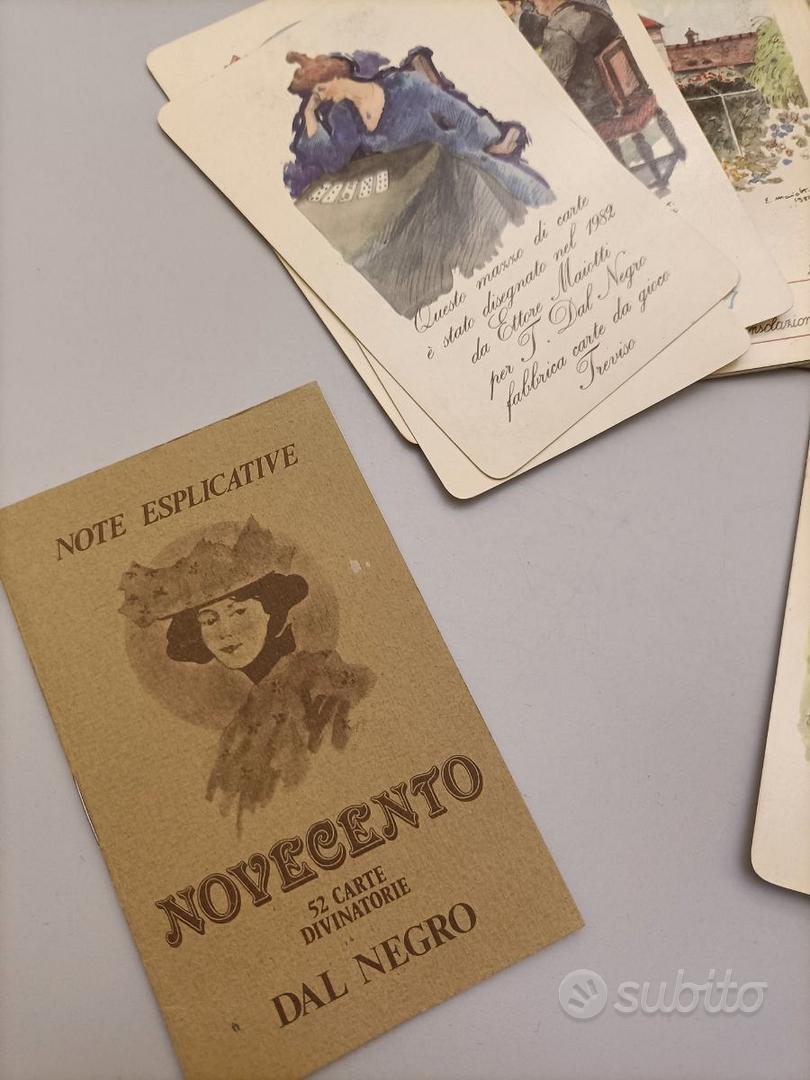 Questo mazzo di carte
è stato disegnato nel 1982
da Ettore Maiotti
per T. Dal Negro
fabbrica carte da gioco
Treviso
NOTE ESPLICATIVE
NOVECENTO
52 CARTE
DIVINATORIE
DAL NEGRO
subito